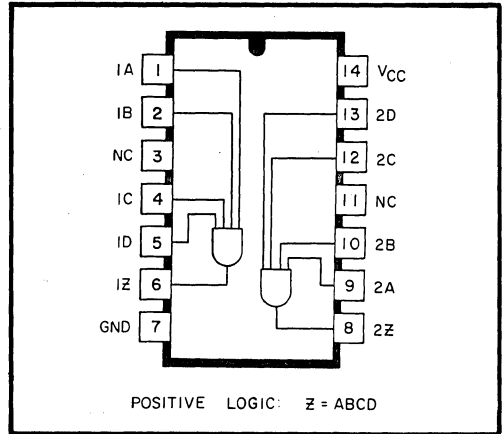 1A 1 14 VCC
1B 2 13 2D
NC 3 12 2C
1C 4 11 NC
1D 5 10 2B
1Z 6 9 2A
GND 7 8 2Z
POSITIVE LOGIC: Z = ABCD